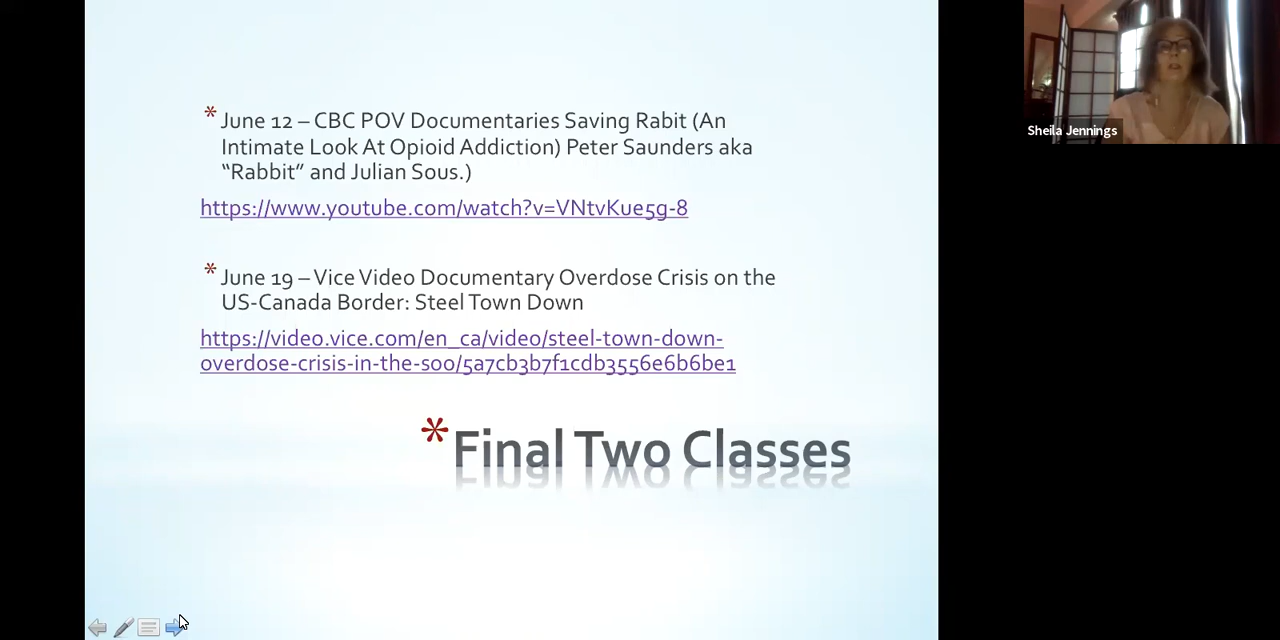 * June 12 – CBC POV Documentaries Saving Rabit (An
Intimate Look At Opioid Addiction) Peter Saunders aka
“Rabbit” and Julian Sous.)
https://www.youtube.com/watch?v=VNtvKue5g-8
* June 19 – Vice Video Documentary Overdose Crisis on the
US-Canada Border: Steel Town Down
https://video.vice.com/en_ca/video/steel-town-down-
overdose-crisis-in-the-soo/5a7cb3b7f1cdb3556e6b6be1
* Final Two Classes
Sheila Jennings